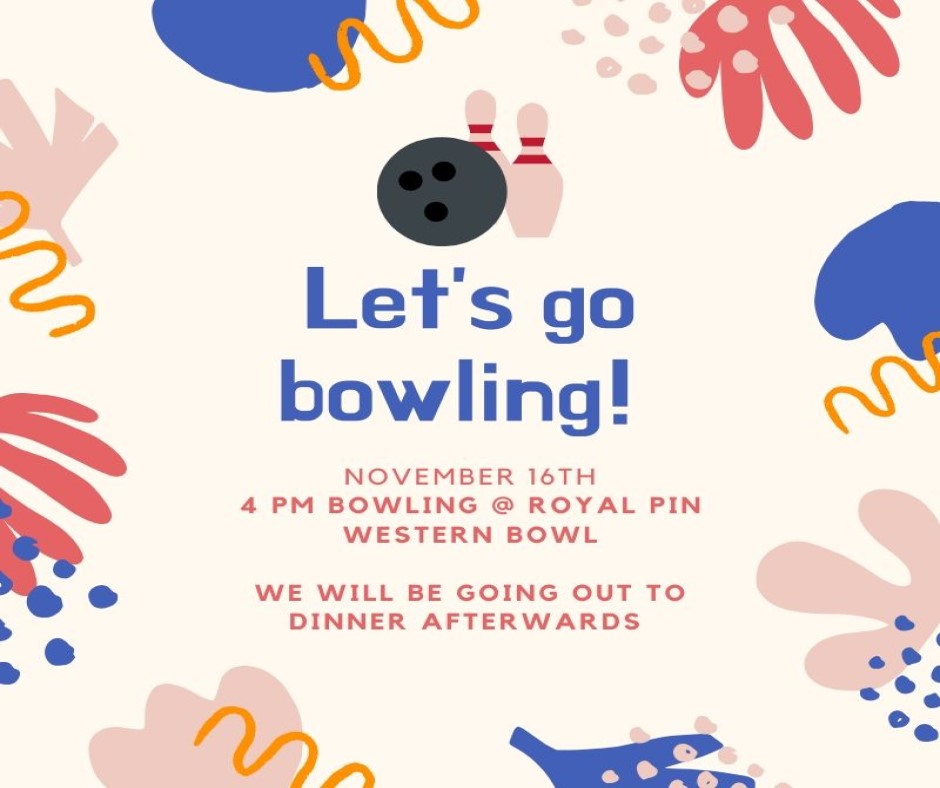 Let's go
bowling!
NOVEMBER 16TH
4 PM BOWLING @ ROYAL PIN
WESTERN BOWL
WE WILL BE GOING OUT TO
DINNER AFTERWARDS